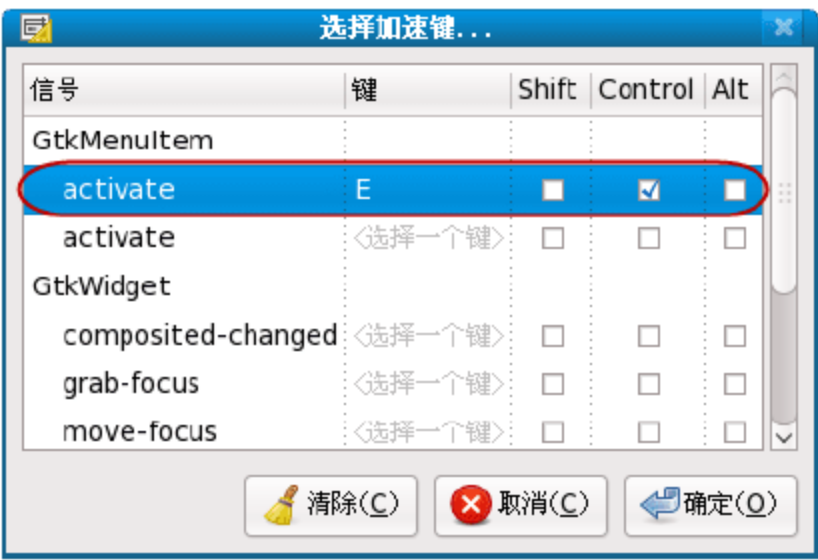 选择加速键...
信号 键 Shift Control Alt
GtkMenuItem
activate E
activate <选择一个键>
GtkWidget
composited-changed <选择一个键>
grab-focus <选择一个键>
move-focus <选择一个键>
清除(C) 取消(C) 确定(O)